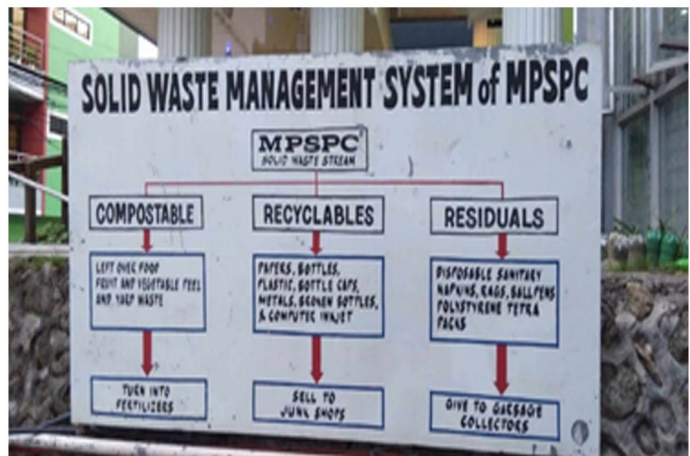 SOLID WASTE MANAGEMENT SYSTEM of MPSPC
MPSPC
SOLID WASTE STREAM
COMPOSTABLE
LEFT OVER FOOD
FRUIT AND VEGETABLE PEEL
AND YARD WASTE
TURN INTO
FERTILIZERS
RECYCLABLES
PAPERS, BOTTLES,
PLASTIC, BOTTLE CAPS,
METALS, BROKEN BOTTLES,
& COMPUTER INKJET
SELL TO
JUNK SHOPS
RESIDUALS
DISPOSABLE SANITARY
NAPKINS, RAGS, BALLPENS
POLYSTYRENE TETRA
PACKS
GIVE TO GARBAGE
COLLECTORS